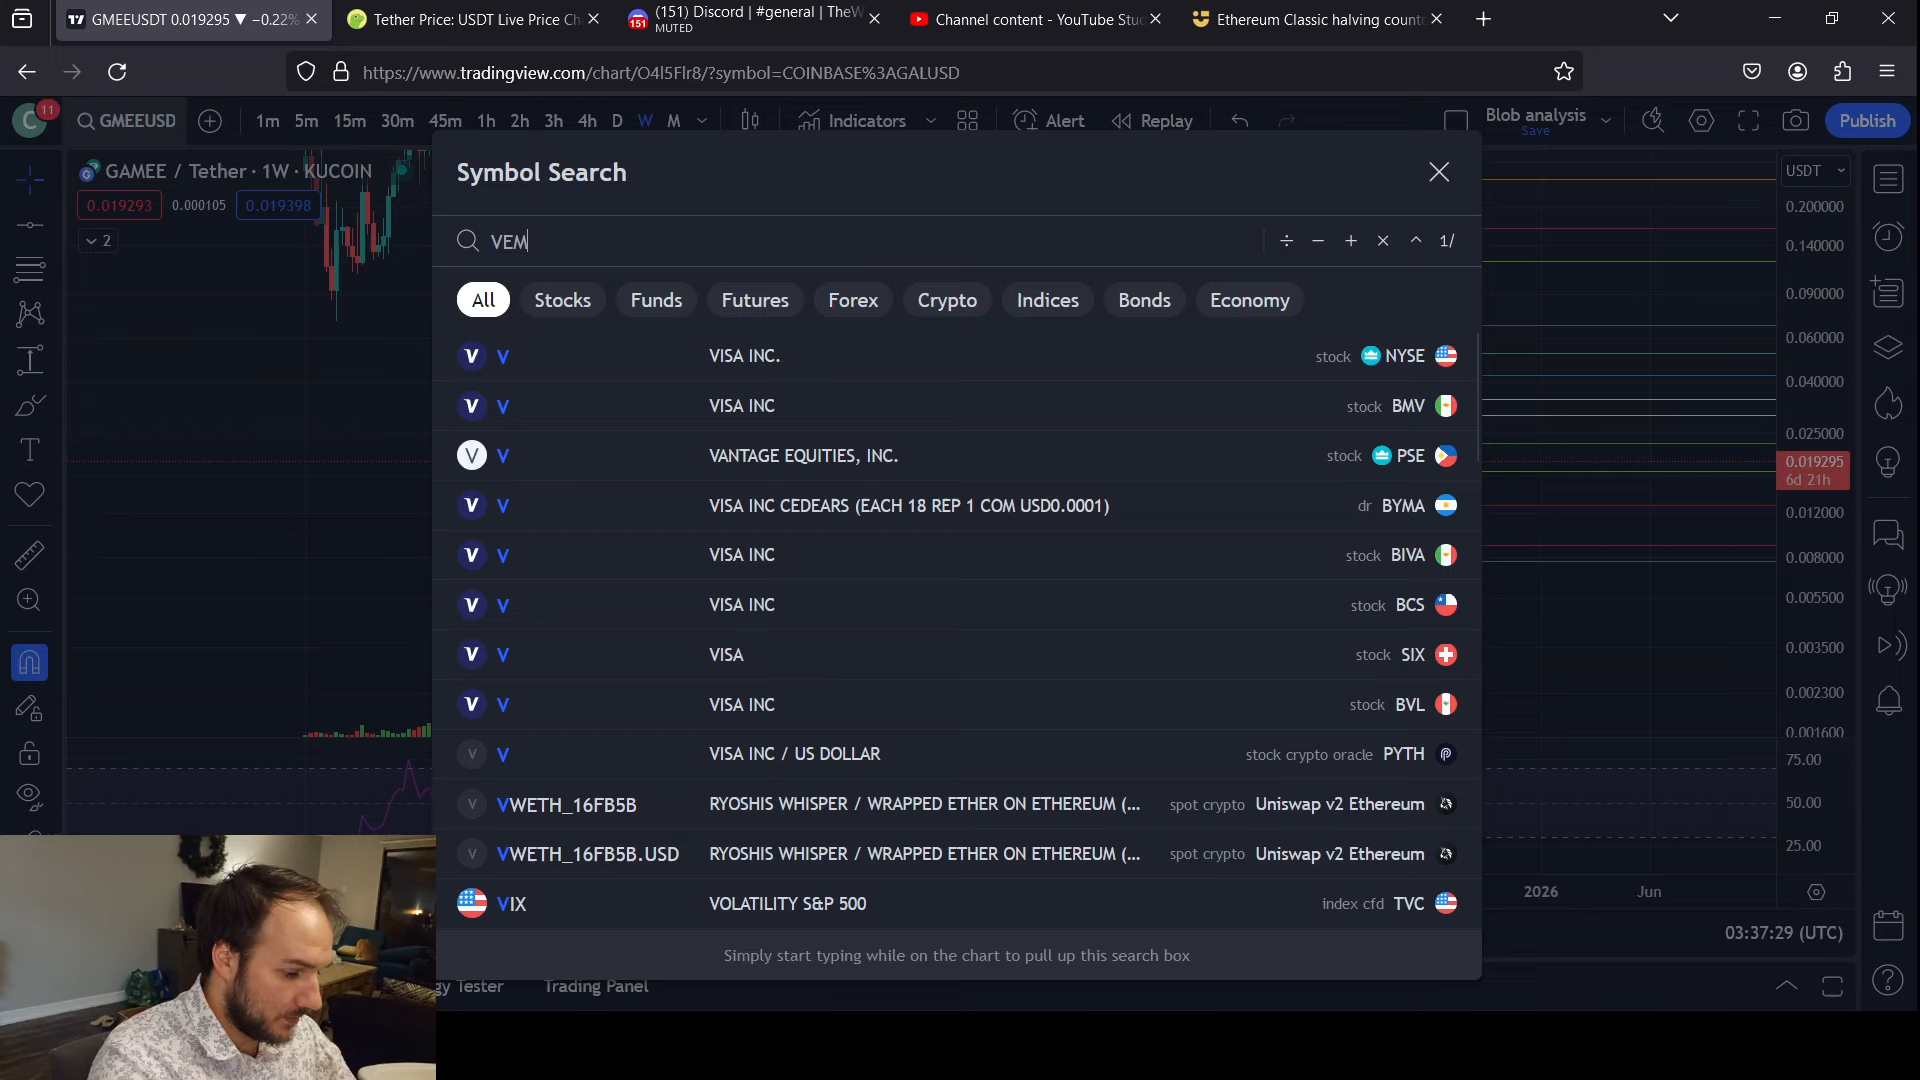 GMEEUSDT 0.019295 ▼ −0.22%
Tether Price: USDT Live Price Ch
(151) Discord | #general | TheW
MUTED
Channel content - YouTube Stu
Ethereum Classic halving count
https://www.tradingview.com/chart/O4l5Flr8/?symbol=COINBASE%3AGALUSD
C 11
GMEEUSD
1m 5m 15m 30m 45m 1h 2h 3h 4h D W M
Indicators
Alert
Replay
Blob analysis
Save
Publish
GAMEE / Tether · 1W · KUCOIN
0.019293 0.000105 0.019398
2
Symbol Search
VEM
÷ − + × ^ 1/
All Stocks Funds Futures Forex Crypto Indices Bonds Economy
V VISA INC. stock NYSE
V VISA INC stock BMV
V VANTAGE EQUITIES, INC. stock PSE
V VISA INC CEDEARS (EACH 18 REP 1 COM USD0.0001) dr BYMA
V VISA INC stock BIVA
V VISA INC stock BCS
V VISA stock SIX
V VISA INC stock BVL
V VISA INC / US DOLLAR stock crypto oracle PYTH
VWETH_16FB5B RYOSHIS WHISPER / WRAPPED ETHER ON ETHEREUM (... spot crypto Uniswap v2 Ethereum
VWETH_16FB5B.USD RYOSHIS WHISPER / WRAPPED ETHER ON ETHEREUM (... spot crypto Uniswap v2 Ethereum
VIX VOLATILITY S&P 500 index cfd TVC
Simply start typing while on the chart to pull up this search box
USDT
0.200000
0.140000
0.090000
0.060000
0.040000
0.025000
0.019295
6d 21h
0.012000
0.008000
0.005500
0.003500
0.002300
0.001600
75.00
50.00
25.00
2026 Jun
03:37:29 (UTC)
gy Tester Trading Panel